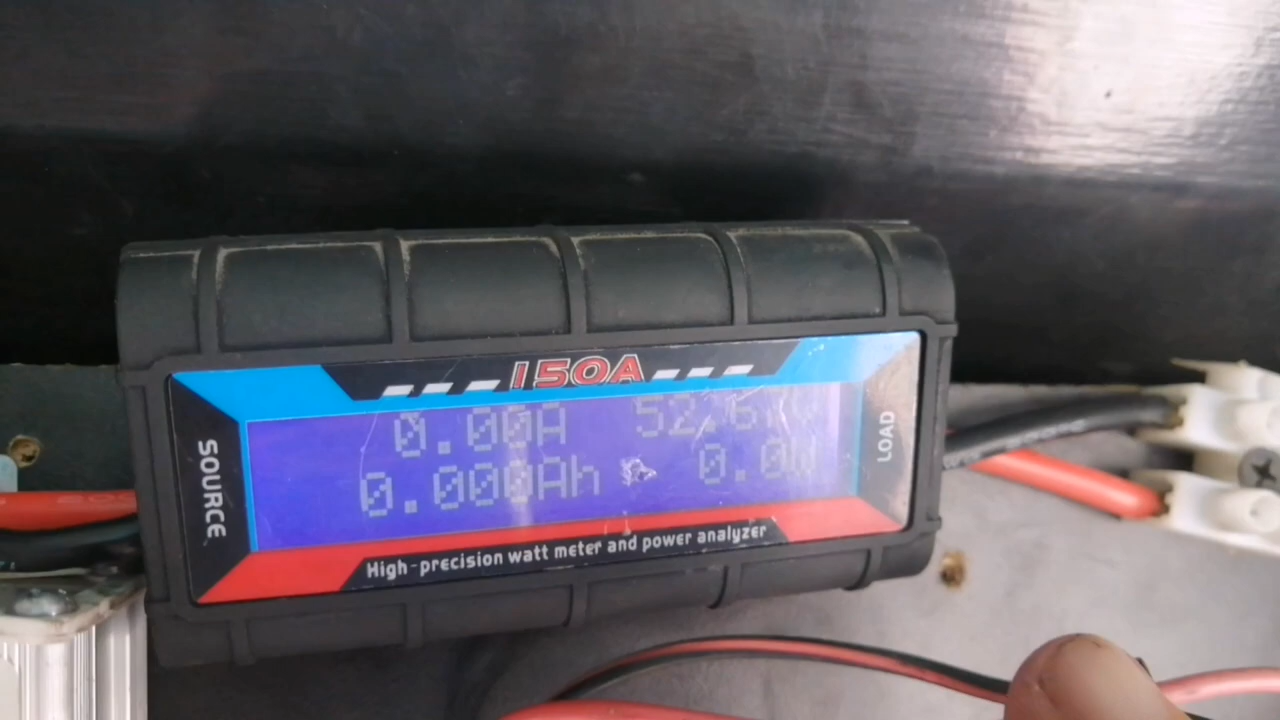 150A
0.00A 52.6
0.000Ah 0.0W
SOURCE
LOAD
High-precision watt meter and power analyzer